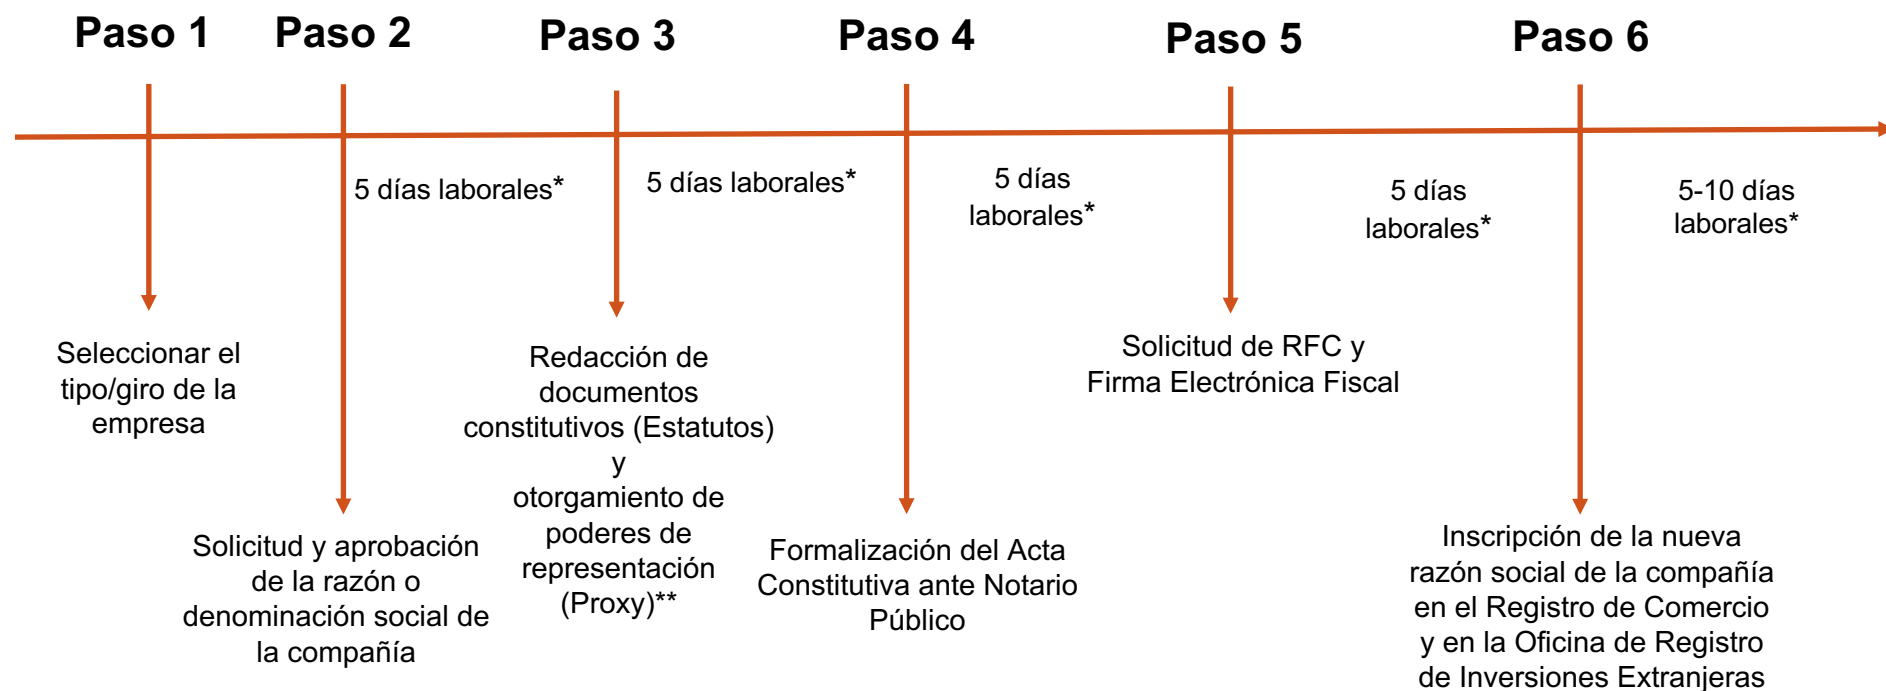 Paso 1
Paso 2
Paso 3
Paso 4
Paso 5
Paso 6
5 días laborales*
5 días laborales*
5 días
laborales*
5 días
laborales*
5-10 días
laborales*
Seleccionar el
tipo/giro de la
empresa
Solicitud y aprobación
de la razón o
denominación social de
la compañía
Redacción de
documentos
constitutivos (Estatutos)
y
otorgamiento de
poderes de
representación
(Proxy)**
Formalización del Acta
Constitutiva ante Notario
Público
Solicitud de RFC y
Firma Electrónica Fiscal
Inscripción de la nueva
razón social de la compañía
en el Registro de Comercio
y en la Oficina de Registro
de Inversiones Extranjeras